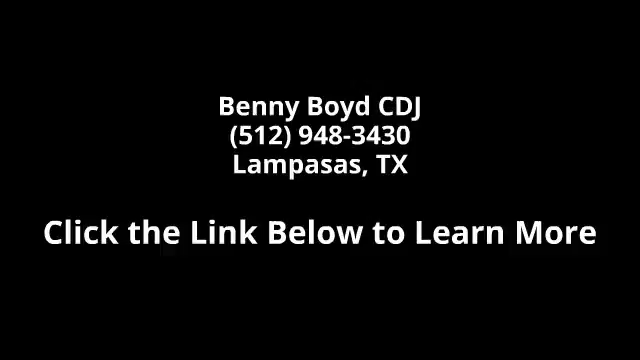 Benny Boyd CDJ
(512) 948-3430
Lampasas, TX
Click the Link Below to Learn More